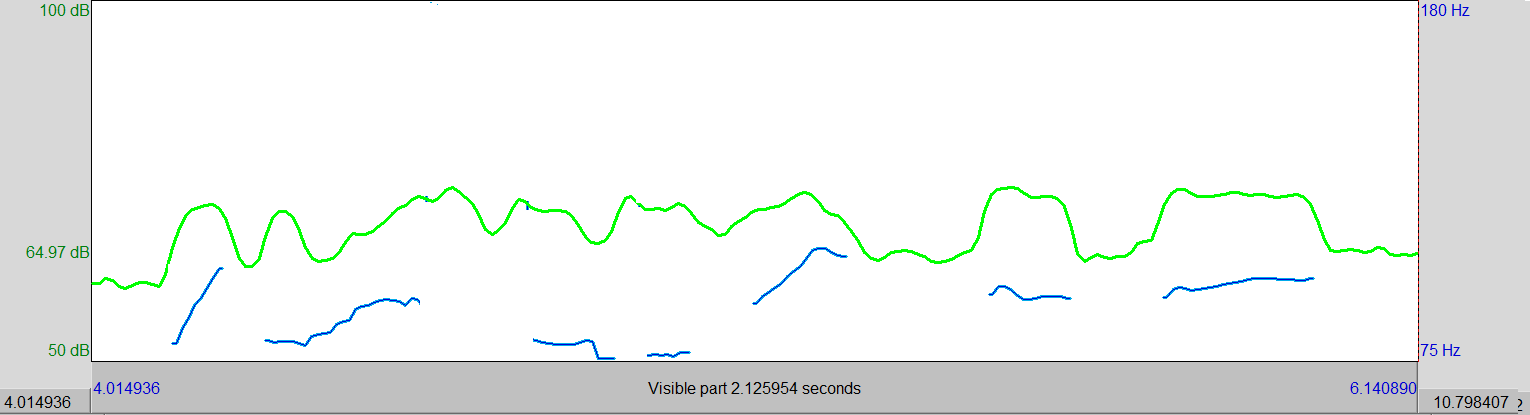 100 dB 180 Hz
64.97 dB
50 dB 75 Hz
4.014936 Visible part 2.125954 seconds 6.140890
4.014936 10.798407